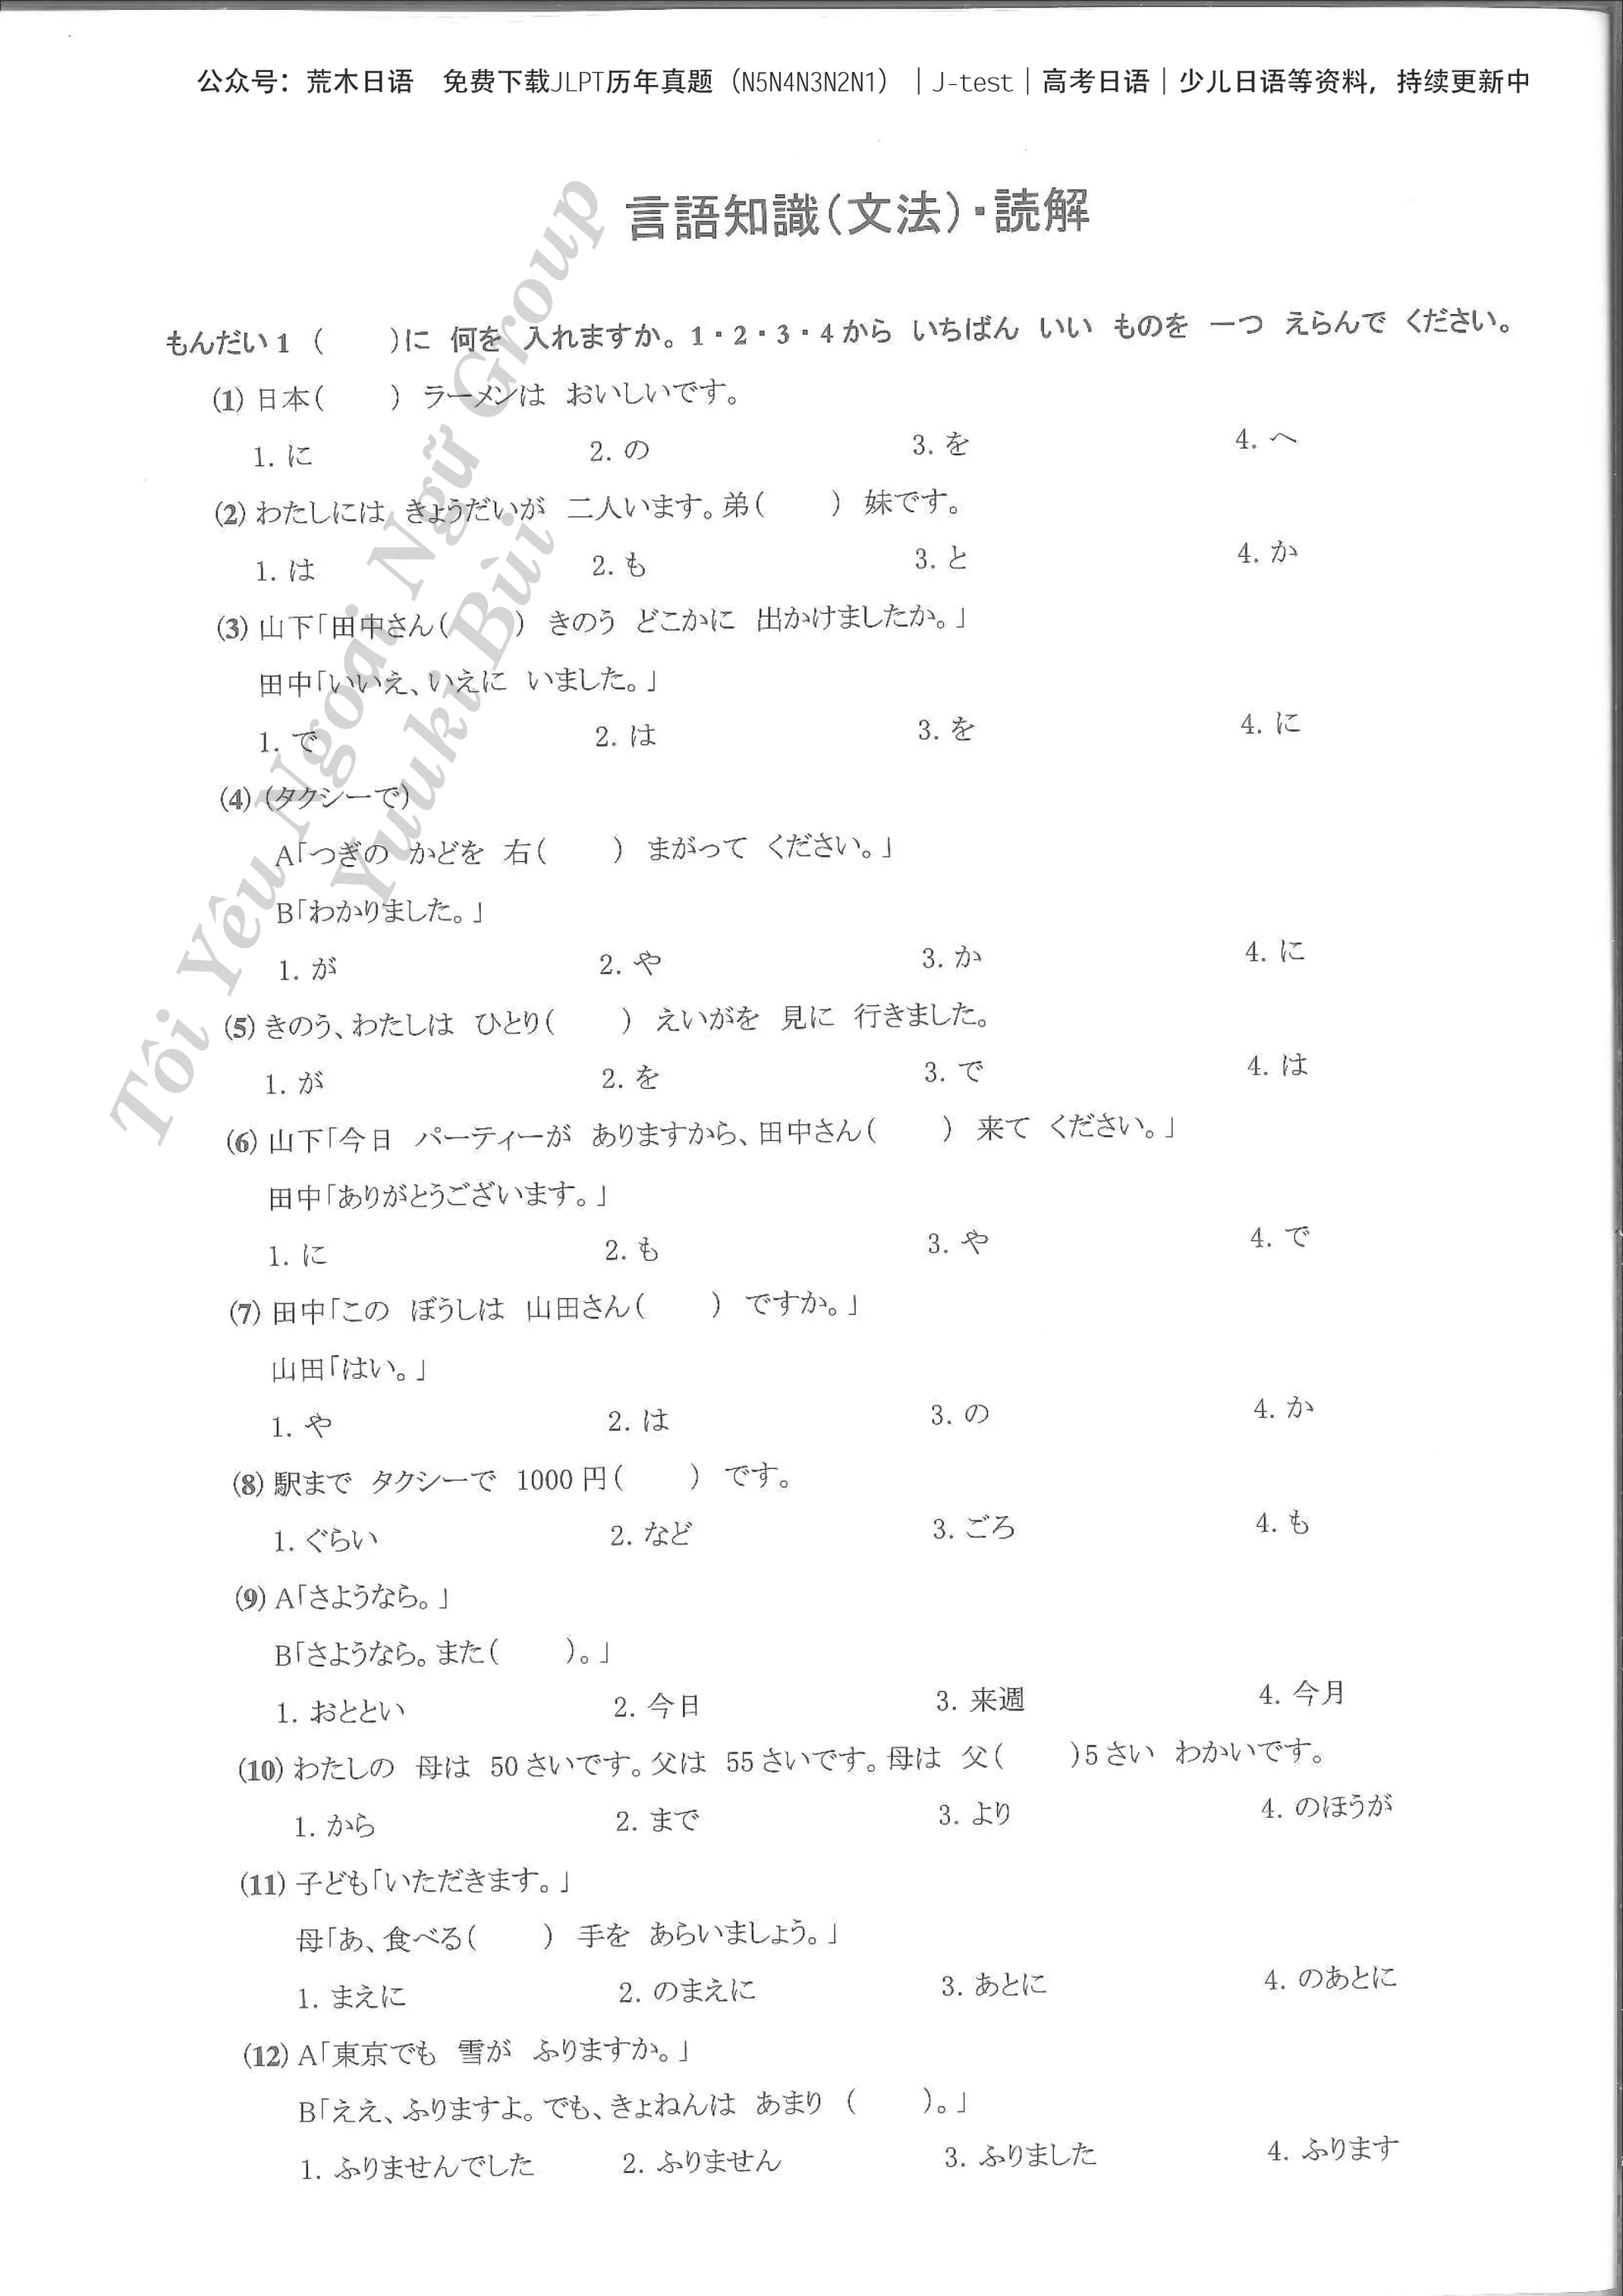 公众号：荒木日语　免费下载JLPT历年真题（N5N4N3N2N1）｜J-test｜高考日语｜少儿日语等资料，持续更新中
言語知識（文法）・読解
もんだい1（　　）に　何を　入れますか。1・2・3・4から　いちばん　いい　ものを　一つ　えらんで　ください。
(1) 日本（　　）ラーメンは　おいしいです。
1. に　2. の　3. を　4. へ
(2) わたしには　きょうだいが　二人います。弟（　　）妹です。
1. は　2. も　3. と　4. か
(3) 山下「田中さん（　　）きのう　どこかに　出かけましたか。」
田中「いいえ、いえに　いました。」
1. で　2. は　3. を　4. に
(4)（タクシーで）
A「つぎの　かどを　右（　　）まがって　ください。」
B「わかりました。」
1. が　2. や　3. か　4. に
(5) きのう、わたしは　ひとり（　　）えいがを　見に　行きました。
1. が　2. を　3. で　4. は
(6) 山下「今日　パーティーが　ありますから、田中さん（　　）来て　ください。」
田中「ありがとうございます。」
1. に　2. も　3. や　4. で
(7) 田中「この　ぼうしは　山田さん（　　）ですか。」
山田「はい。」
1. や　2. は　3. の　4. か
(8) 駅まで　タクシーで　1000円（　　）です。
1. ぐらい　2. など　3. ごろ　4. も
(9) A「さようなら。」
B「さようなら。また（　　）。」
1. おととい　2. 今日　3. 来週　4. 今月
(10) わたしの　母は　50さいです。父は　55さいです。母は　父（　　）5さい　わかいです。
1. から　2. まで　3. より　4. のほうが
(11) 子ども「いただきます。」
母「あ、食べる（　　）手を　あらいましょう。」
1. まえに　2. のまえに　3. あとに　4. のあとに
(12) A「東京でも　雪が　ふりますか。」
B「ええ、ふりますよ。でも、きょねんは　あまり（　　）。」
1. ふりませんでした　2. ふりません　3. ふりました　4. ふります
Tôi Yêu Ngoại Ngữ Group
Yuuki Bùi